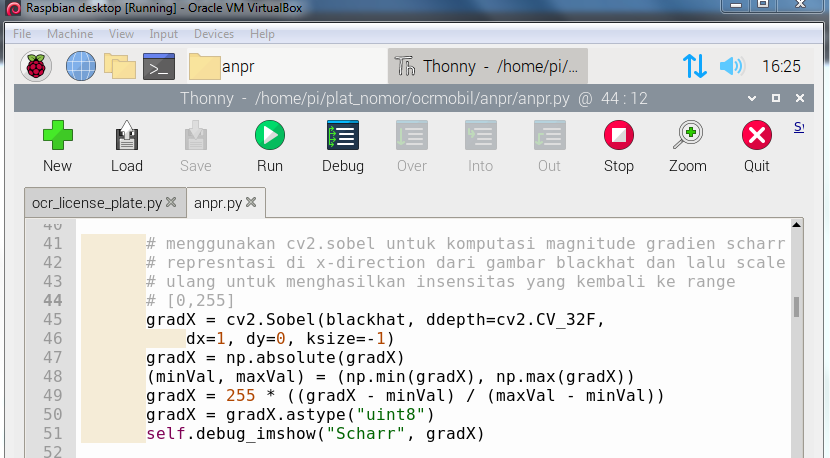 Raspbian desktop [Running] - Oracle VM VirtualBox
File Machine View Input Devices Help
anpr
Thonny - /home/pi/...
16:25
Thonny - /home/pi/plat_nomor/ocrmobil/anpr/anpr.py @ 44 : 12
New Load Save Run Debug Over Into Out Stop Zoom Quit
ocr_license_plate.py anpr.py
40
41 # menggunakan cv2.sobel untuk komputasi magnitude gradien scharr
42 # represntasi di x-direction dari gambar blackhat dan lalu scale
43 # ulang untuk menghasilkan insensitas yang kembali ke range
44 # [0,255]
45 gradX = cv2.Sobel(blackhat, ddepth=cv2.CV_32F,
46 dx=1, dy=0, ksize=-1)
47 gradX = np.absolute(gradX)
48 (minVal, maxVal) = (np.min(gradX), np.max(gradX))
49 gradX = 255 * ((gradX - minVal) / (maxVal - minVal))
50 gradX = gradX.astype("uint8")
51 self.debug_imshow("Scharr", gradX)
52